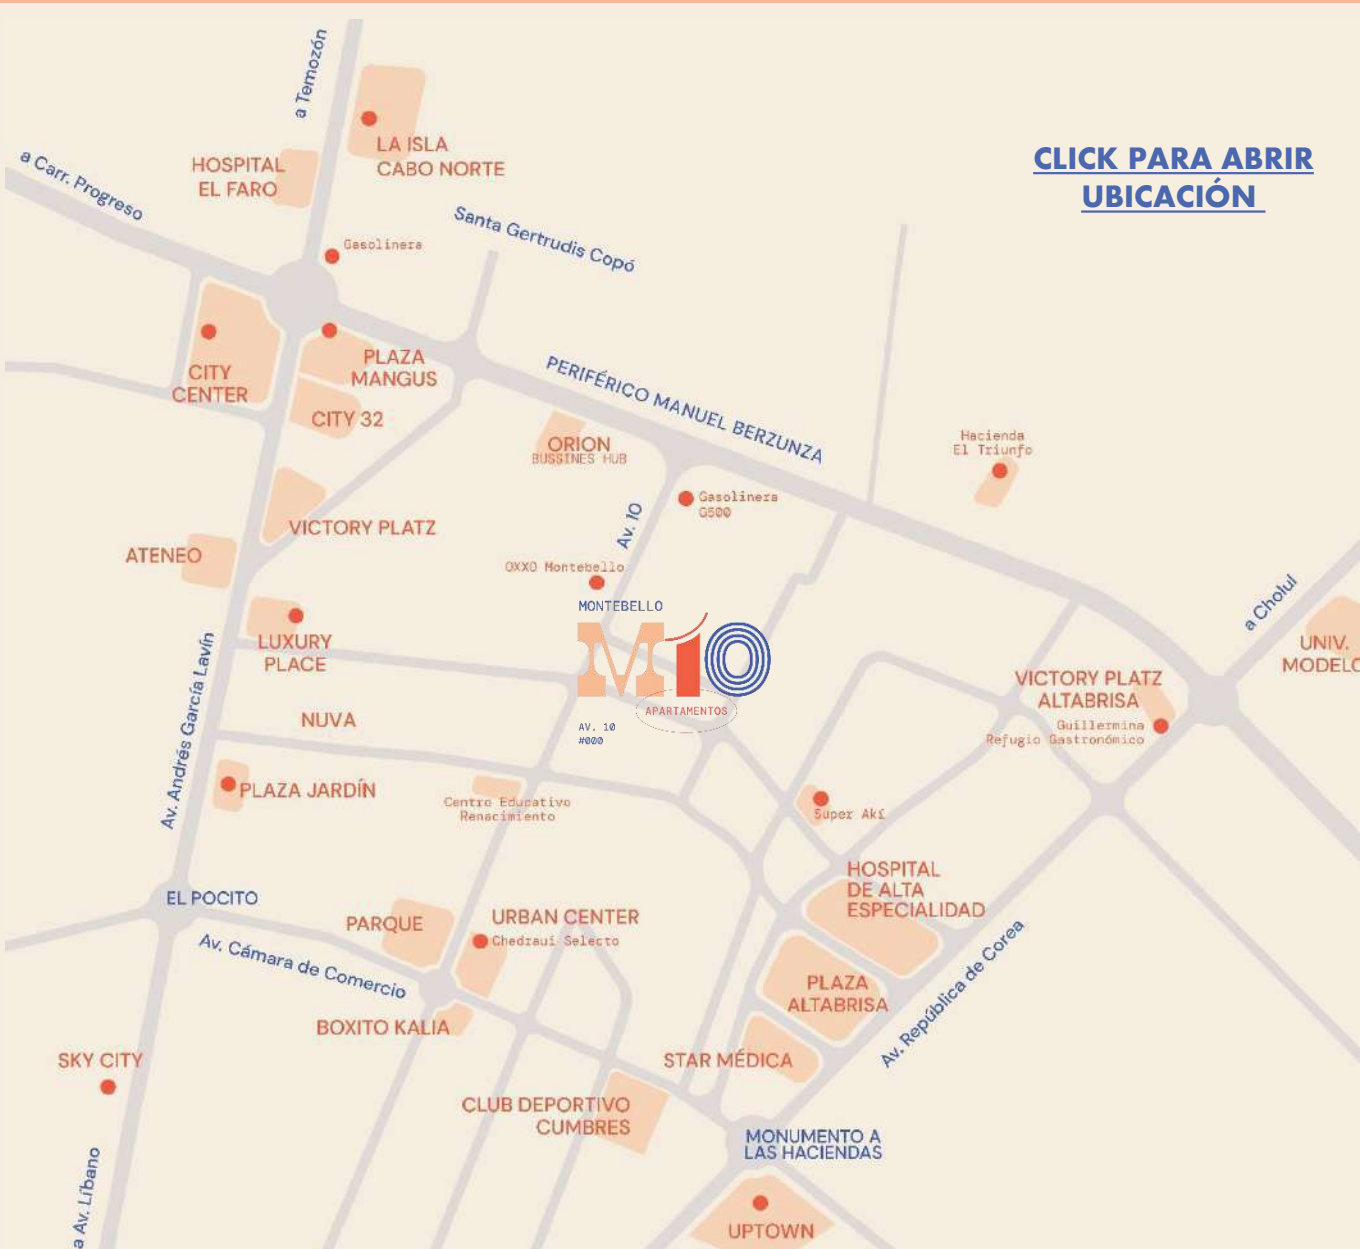 a Temozón
LA ISLA
CABO NORTE
HOSPITAL
EL FARO
a Carr. Progreso
CLICK PARA ABRIR
UBICACIÓN
Santa Gertrudis Copó
Gasolinera
PLAZA
MANGUS
CITY
CENTER
CITY 32
PERIFÉRICO MANUEL BERZUNZA
ORION
BUSSINES HUB
Hacienda
El Triunfo
Gasolinera
G500
Av. 10
VICTORY PLATZ
ATENEO
OXXO Montebello
MONTEBELLO
M10
APARTAMENTOS
AV. 10
#000
a Cholul
UNIV.
MODELO
LUXURY
PLACE
Av. Andrés García Lavín
VICTORY PLATZ
ALTABRISA
Guillermina
Refugio Gastronómico
NUVA
PLAZA JARDÍN
Centro Educativo
Renacimiento
Super Akí
HOSPITAL
DE ALTA
ESPECIALIDAD
EL POCITO
PARQUE
URBAN CENTER
Chedraui Selecto
Av. Cámara de Comercio
PLAZA
ALTABRISA
Av. República de Corea
BOXITO KALIA
SKY CITY
STAR MÉDICA
CLUB DEPORTIVO
CUMBRES
MONUMENTO A
LAS HACIENDAS
a Av. Líbano
UPTOWN